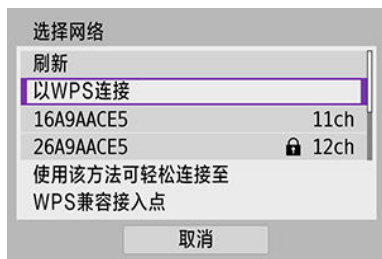 选择网络
刷新
以WPS连接
16A9AACE5 11ch
26A9AACE5 12ch
使用该方法可轻松连接至
WPS兼容接入点
取消